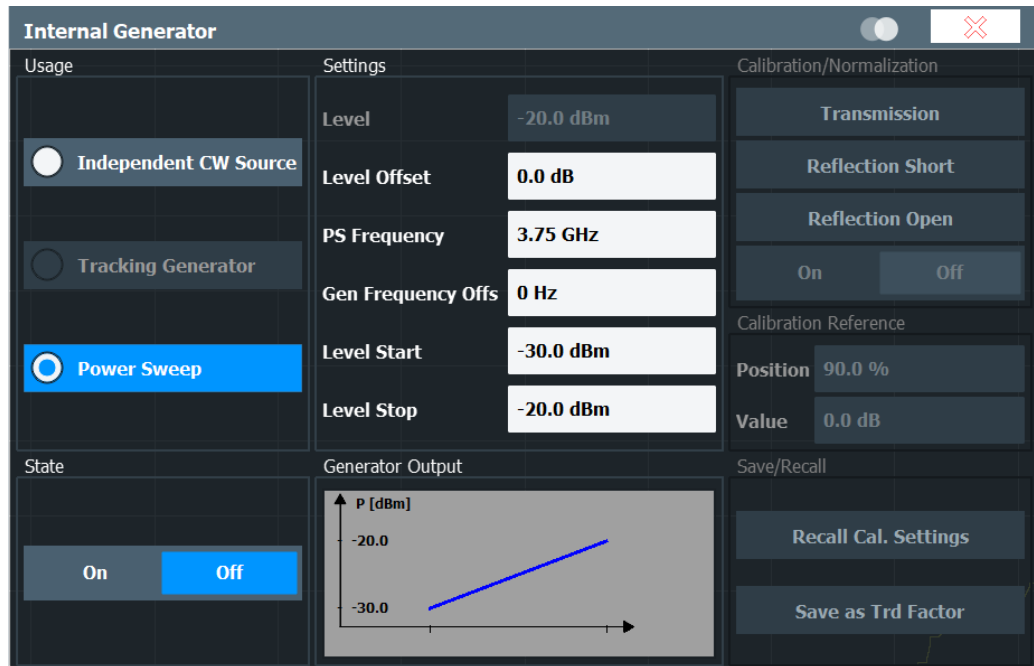 Internal Generator
Usage
Independent CW Source
Tracking Generator
Power Sweep
State
On Off
Settings
Level -20.0 dBm
Level Offset 0.0 dB
PS Frequency 3.75 GHz
Gen Frequency Offs 0 Hz
Level Start -30.0 dBm
Level Stop -20.0 dBm
Generator Output
P [dBm]
-20.0
-30.0
Calibration/Normalization
Transmission
Reflection Short
Reflection Open
On Off
Calibration Reference
Position 90.0 %
Value 0.0 dB
Save/Recall
Recall Cal. Settings
Save as Trd Factor